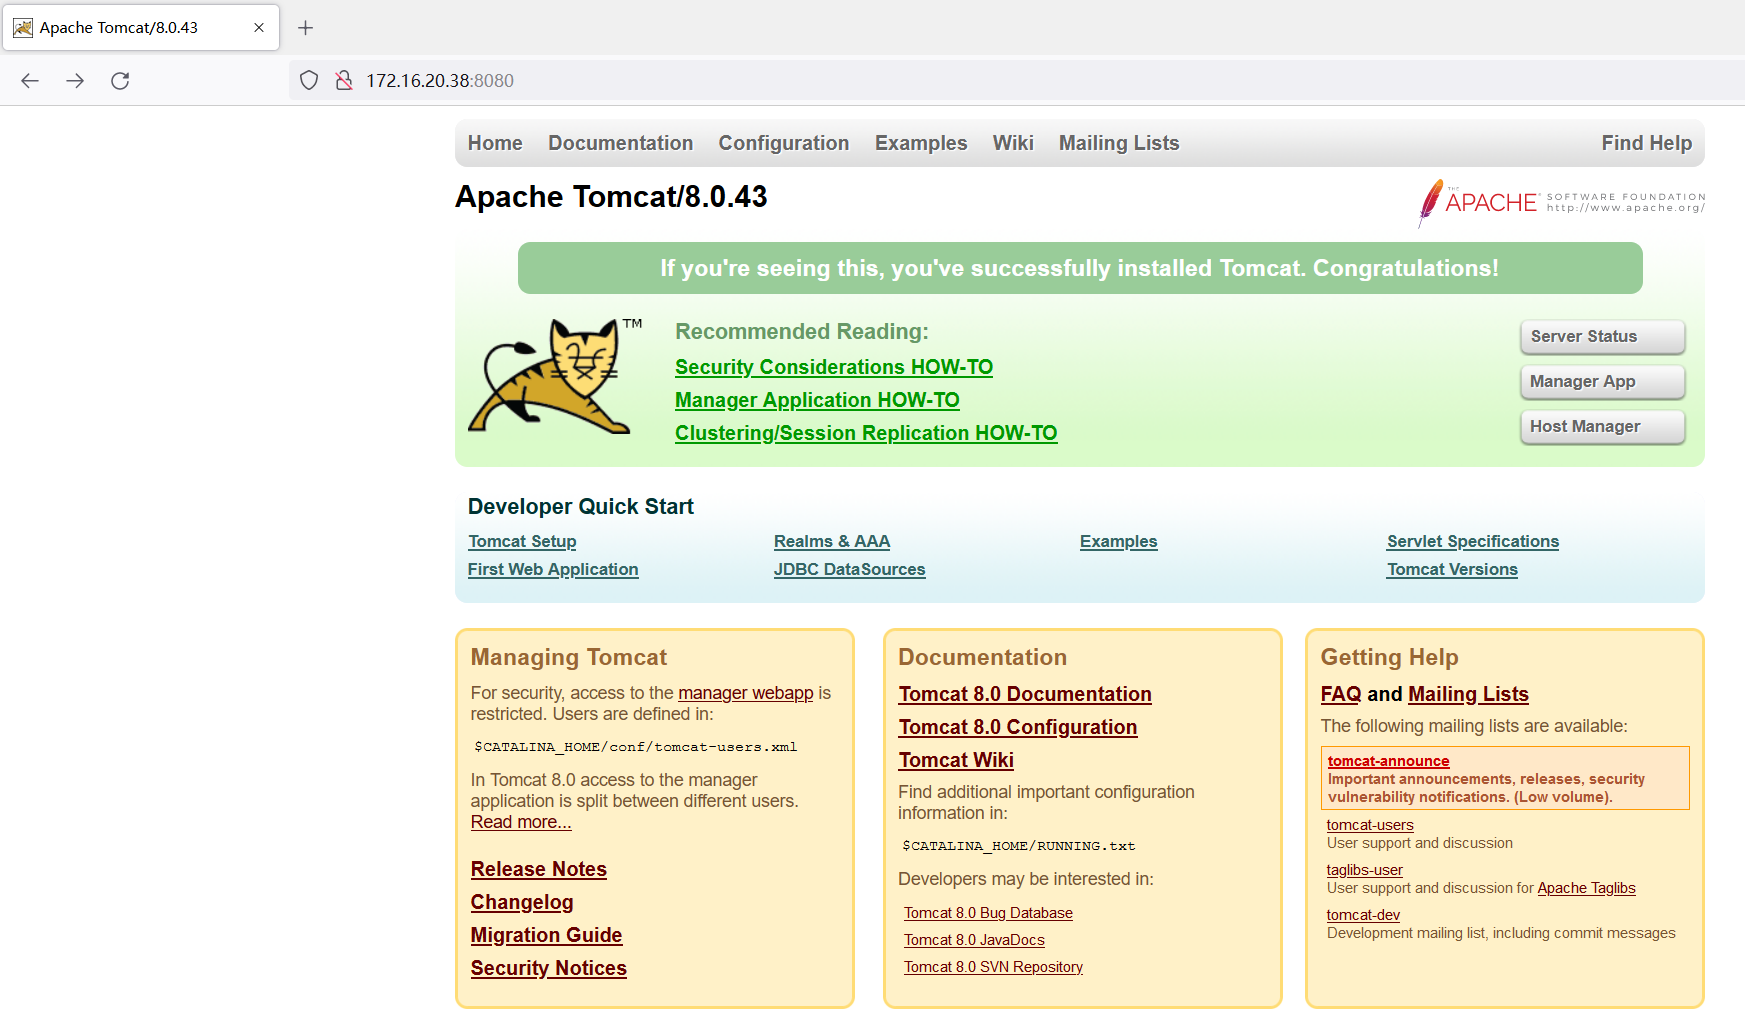 Apache Tomcat/8.0.43
172.16.20.38:8080
Home Documentation Configuration Examples Wiki Mailing Lists Find Help
Apache Tomcat/8.0.43
THE APACHE SOFTWARE FOUNDATION
http://www.apache.org/
If you're seeing this, you've successfully installed Tomcat. Congratulations!
TM
Recommended Reading:
Security Considerations HOW-TO
Manager Application HOW-TO
Clustering/Session Replication HOW-TO
Server Status
Manager App
Host Manager
Developer Quick Start
Tomcat Setup
First Web Application
Realms & AAA
JDBC DataSources
Examples
Servlet Specifications
Tomcat Versions
Managing Tomcat
For security, access to the manager webapp is
restricted. Users are defined in:
$CATALINA_HOME/conf/tomcat-users.xml
In Tomcat 8.0 access to the manager
application is split between different users.
Read more...
Release Notes
Changelog
Migration Guide
Security Notices
Documentation
Tomcat 8.0 Documentation
Tomcat 8.0 Configuration
Tomcat Wiki
Find additional important configuration
information in:
$CATALINA_HOME/RUNNING.txt
Developers may be interested in:
Tomcat 8.0 Bug Database
Tomcat 8.0 JavaDocs
Tomcat 8.0 SVN Repository
Getting Help
FAQ and Mailing Lists
The following mailing lists are available:
tomcat-announce
Important announcements, releases, security
vulnerability notifications. (Low volume).
tomcat-users
User support and discussion
taglibs-user
User support and discussion for Apache Taglibs
tomcat-dev
Development mailing list, including commit messages